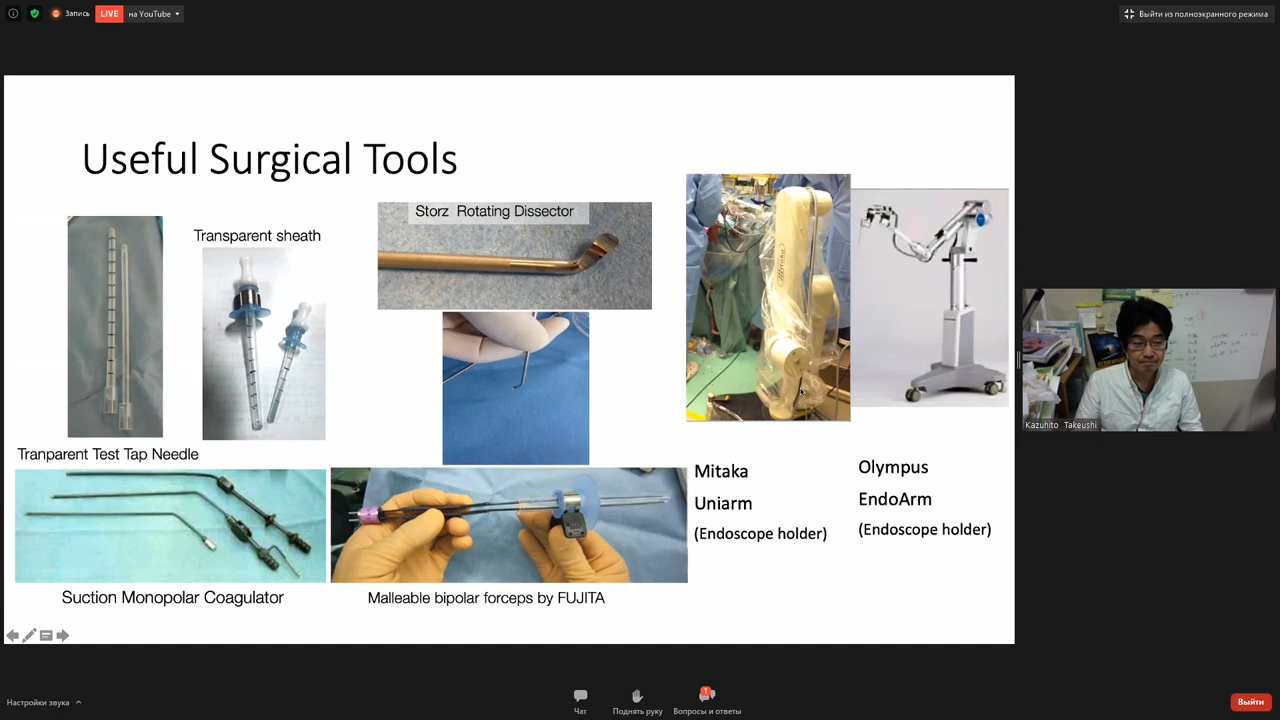 Запись
LIVE
на YouTube
Выйти из полноэкранного режима
Useful Surgical Tools
Transparent sheath
Storz Rotating Dissector
Tranparent Test Tap Needle
Mitaka
Uniarm
(Endoscope holder)
Olympus
EndoArm
(Endoscope holder)
Suction Monopolar Coagulator
Malleable bipolar forceps by FUJITA
Kazuhito Takeushi
Настройки звука
Чат
Поднять руку
1
Вопросы и ответы
Выйти